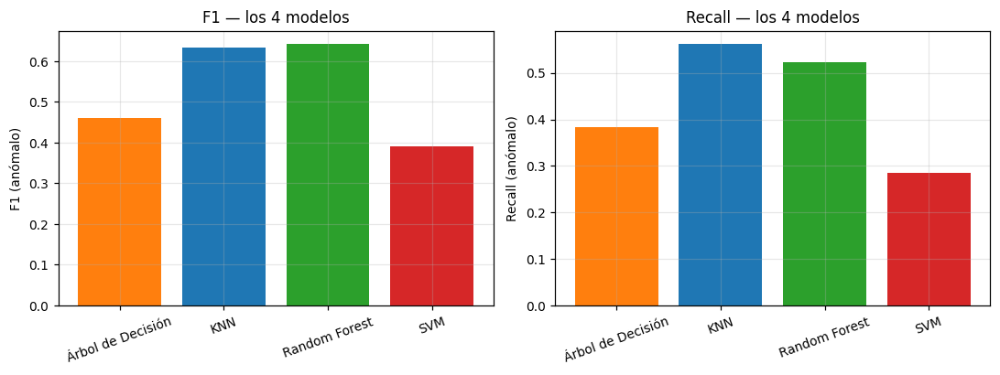 F1 — los 4 modelos
F1 (anómalo)
0.6
0.5
0.4
0.3
0.2
0.1
0.0
Árbol de Decisión
KNN
Random Forest
SVM
Recall — los 4 modelos
Recall (anómalo)
0.5
0.4
0.3
0.2
0.1
0.0
Árbol de Decisión
KNN
Random Forest
SVM